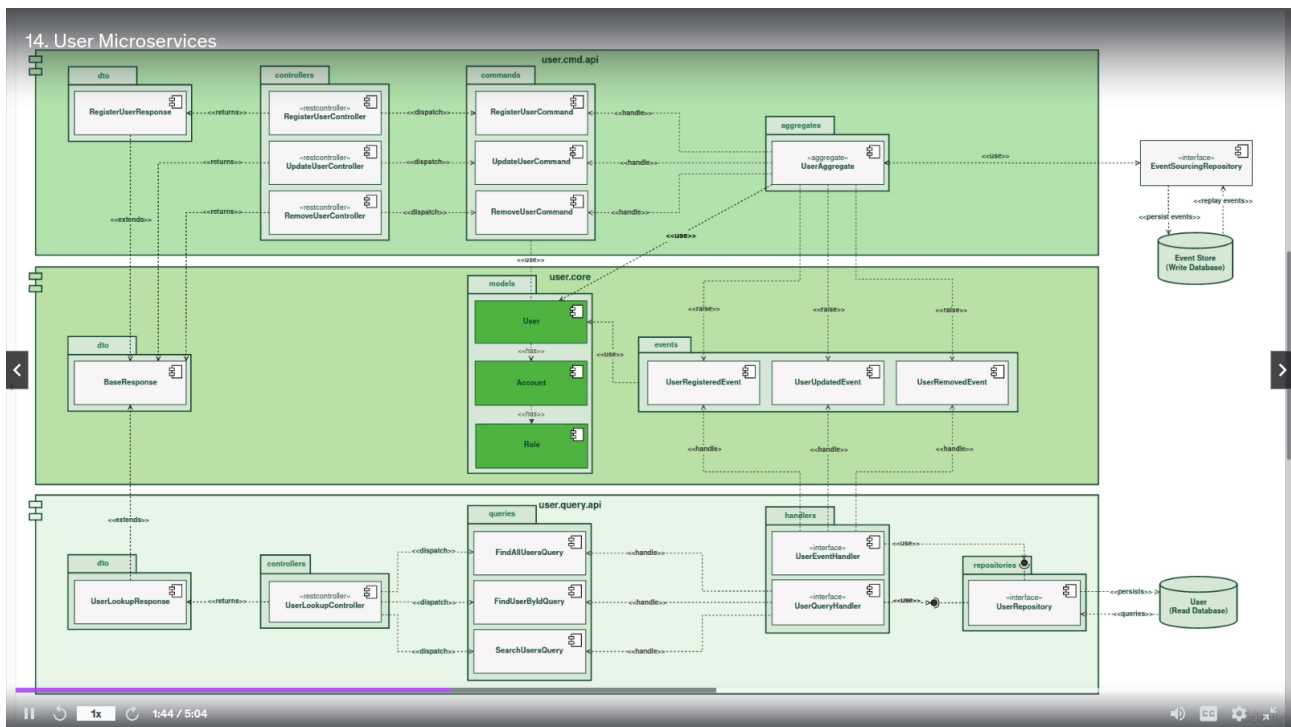 14. User Microservices
user.cmd.api
dto
controllers
commands
RegisterUserResponse
<<returns>>
«restcontroller»
RegisterUserController
<<dispatch>>
RegisterUserCommand
<<handle>>
aggregates
<<returns>>
«restcontroller»
UpdateUserController
<<dispatch>>
UpdateUserCommand
<<handle>>
«aggregate»
UserAggregate
<<use>>
«interface»
EventSourcingRepository
<<extends>>
<<returns>>
«restcontroller»
RemoveUserController
<<dispatch>>
RemoveUserCommand
<<handle>>
<<replay events>>
<<persist events>>
<<use>>
<<use>>
Event Store
(Write Database)
user.core
models
User
<<raise>>
<<raise>>
<<raise>>
dto
<<has>>
<<use>>
events
BaseResponse
Account
UserRegisteredEvent
UserUpdatedEvent
UserRemovedEvent
<<has>>
Role
<<handle>>
<<handle>>
<<handle>>
user.query.api
queries
handlers
<<extends>>
dto
controllers
<<dispatch>>
FindAllUsersQuery
<<handle>>
«interface»
UserEventHandler
<<use>>
repositories
UserLookupResponse
<<returns>>
«restcontroller»
UserLookupController
<<dispatch>>
FindUserByIdQuery
<<handle>>
«interface»
UserQueryHandler
<<use>>
«interface»
UserRepository
<<persists>>
<<queries>>
User
(Read Database)
<<dispatch>>
SearchUsersQuery
<<handle>>
1x
1:44 / 5:04
CC